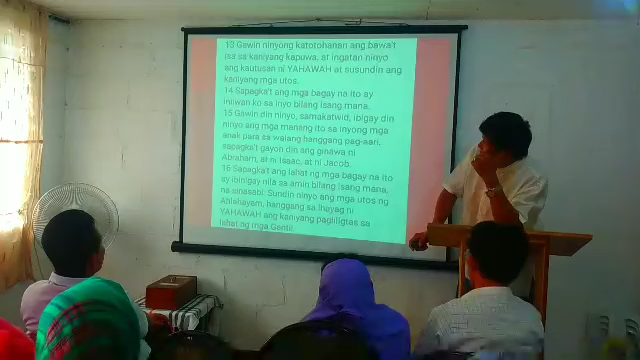 13 Gawin ninyong katotohanan ang bawa't
isa sa kaniyang kapuwa, at ingatan ninyo
ang kautusan ni YAHAWAH at susundin ang
kaniyang mga utos.
14 Sapagka't ang mga bagay na ito ay
iniiwan ko sa inyo bilang isang mana.
15 Gawin din ninyo, samakatwid, ibigay din
ninyo ang mga manang ito sa inyong mga
anak para sa walang hanggang pag-aari,
sapagka't gayon din ang ginawa ni
Abraham, at ni Isaac, at ni Jacob.
16 Sapagka't ang lahat ng mga bagay na ito
ay ibinigay nila sa amin bilang isang mana,
na sinasabi: Sundin ninyo ang mga utos ng
Ahlahayam, hanggang sa ihayag ni
YAHAWAH ang kaniyang pagliligtas sa
lahat ng mga Gentil.